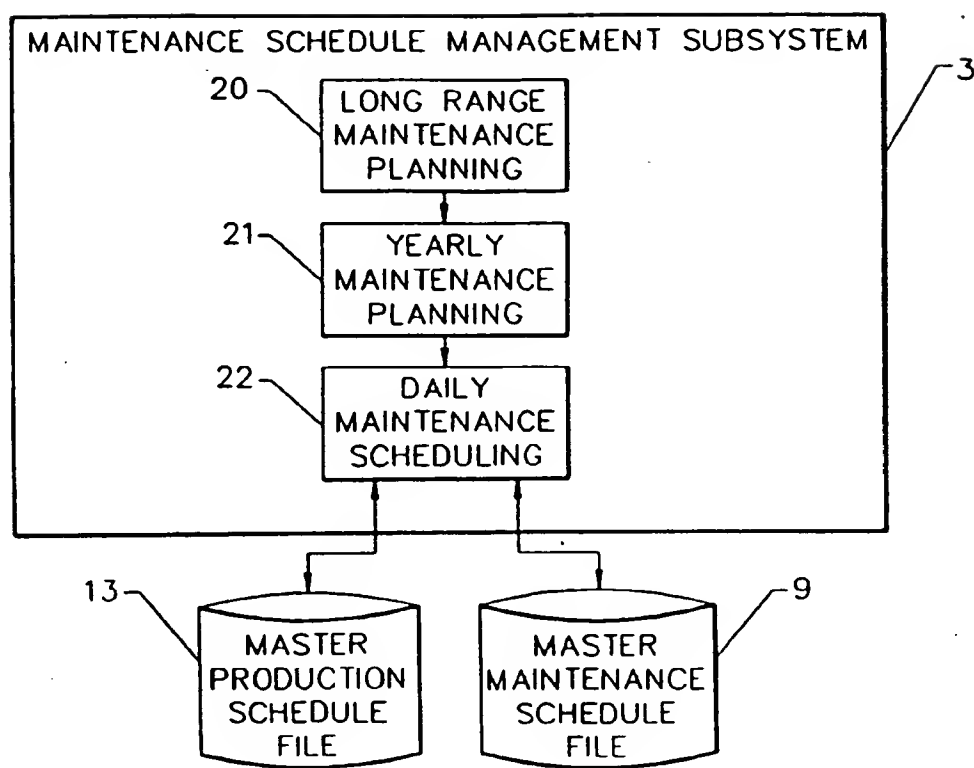 MAINTENANCE SCHEDULE MANAGEMENT SUBSYSTEM
3
20
LONG RANGE
MAINTENANCE
PLANNING
21
YEARLY
MAINTENANCE
PLANNING
22
DAILY
MAINTENANCE
SCHEDULING
13
MASTER
PRODUCTION
SCHEDULE
FILE
9
MASTER
MAINTENANCE
SCHEDULE
FILE